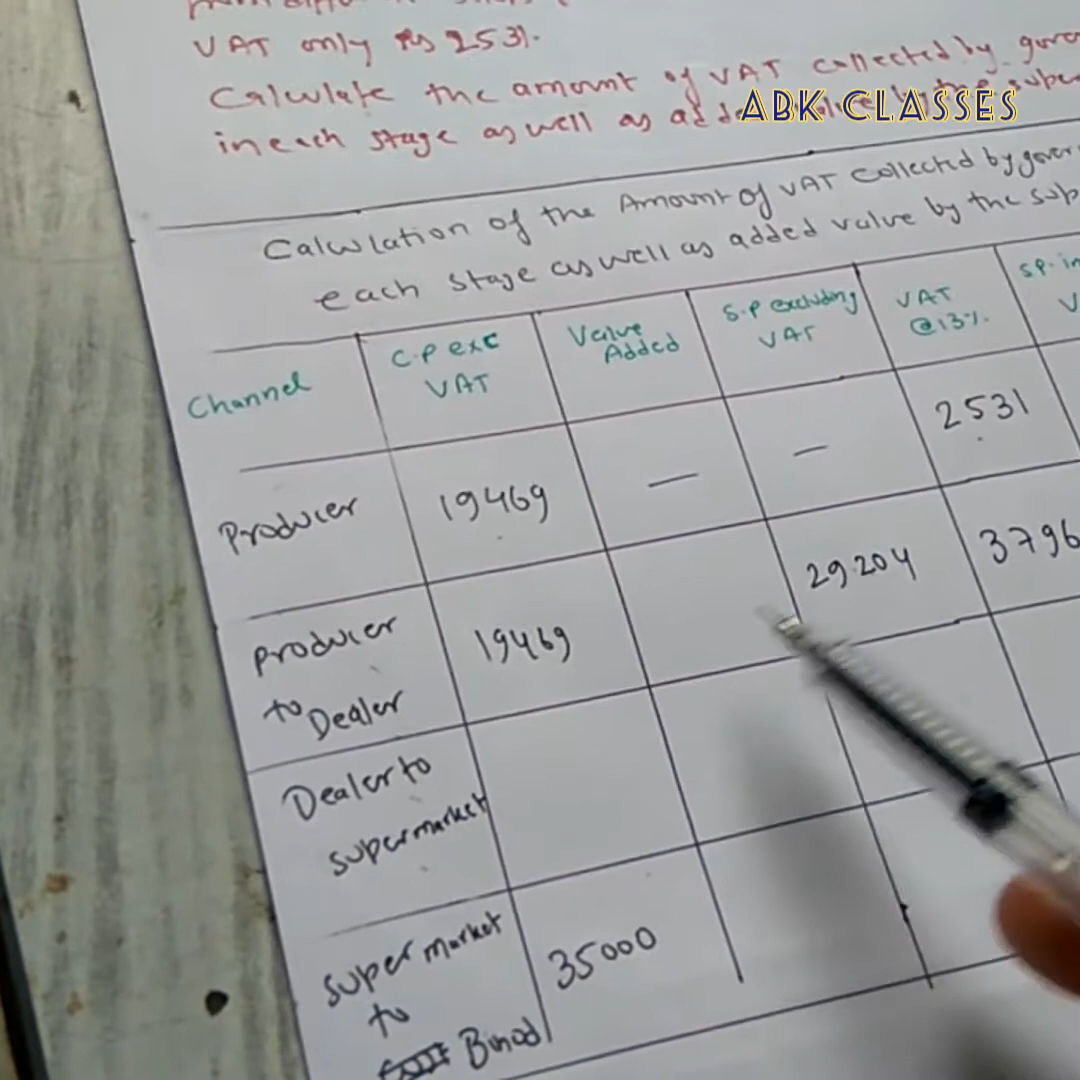 VAT only Rs 2531.
Calculate the amount of VAT collected by
in each stage as well as
ABK CLASSES
Calculation of the Amount of VAT collected by
each stage as well as added value by the
Channel C.P exc VAT Value Added S.P excluding VAT VAT @13%.
Producer 19469 — — 2531
producer to Dealer 19469 29204 3796
Dealer to supermarket
supermarket to Binod 35000